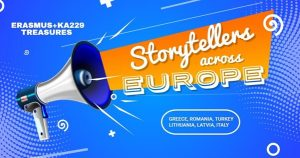 ERASMUS+KA229
TREASURES
Storytellers
across
EUROPE
GREECE, ROMANIA, TURKEY
LITHUANIA, LATVIA, ITALY